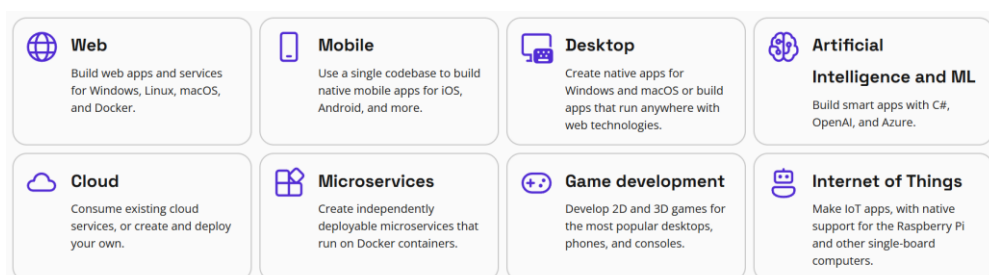 Web
Build web apps and services
for Windows, Linux, macOS,
and Docker.
Mobile
Use a single codebase to build
native mobile apps for iOS,
Android, and more.
Desktop
Create native apps for
Windows and macOS or build
apps that run anywhere with
web technologies.
Artificial
Intelligence and ML
Build smart apps with C#,
OpenAI, and Azure.
Cloud
Consume existing cloud
services, or create and deploy
your own.
Microservices
Create independently
deployable microservices that
run on Docker containers.
Game development
Develop 2D and 3D games for
the most popular desktops,
phones, and consoles.
Internet of Things
Make IoT apps, with native
support for the Raspberry Pi
and other single-board
computers.